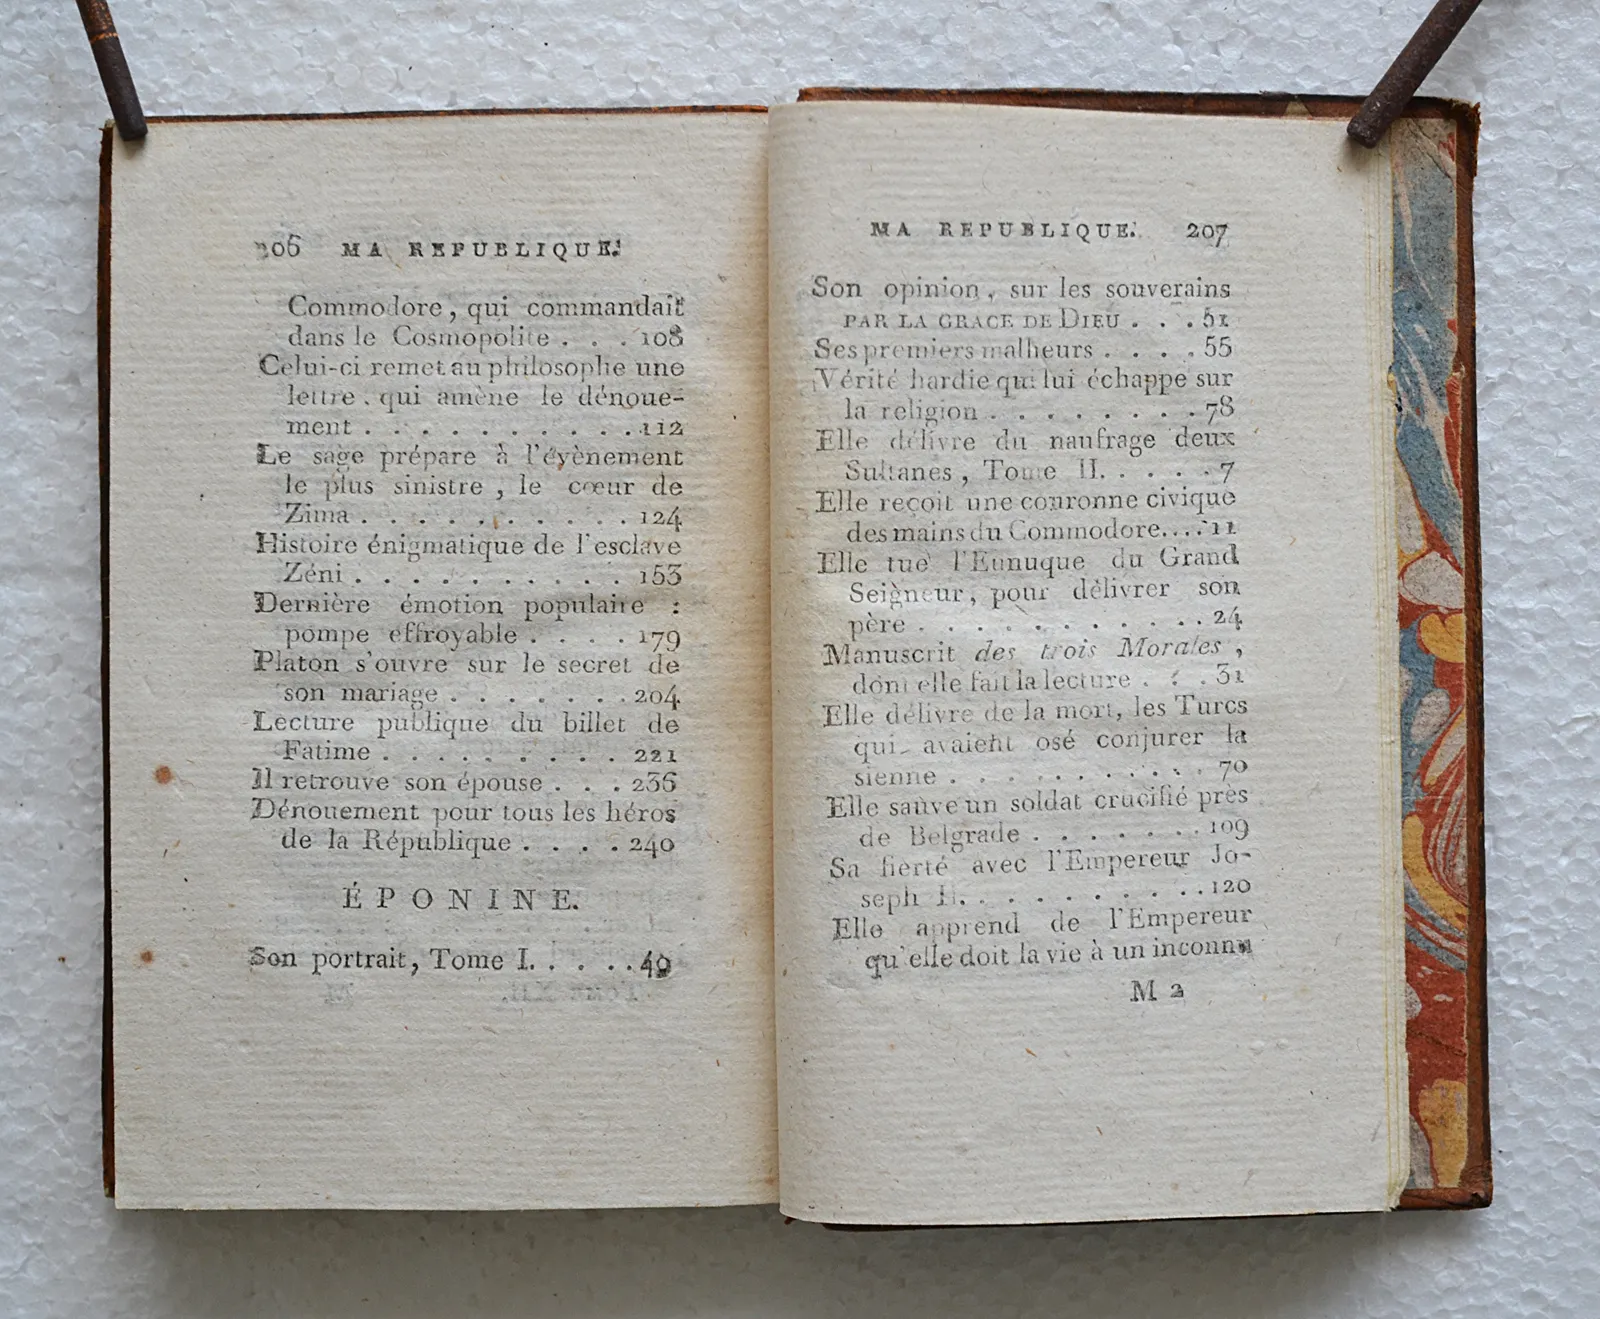 206 MA REPUBLIQUE.
Commodore, qui commandait
dans le Cosmopolite . . . 108
Celui-ci remet au philosophe une
lettre, qui amène le dénoue-
ment . . . . . . . . . . 112
Le sage prépare à l'évènement
le plus sinistre, le cœur de
Zima . . . . . . . . . . 124
Histoire énigmatique de l'esclave
Zéni . . . . . . . . . . 153
Dernière émotion populaire :
pompe effroyable . . . . 179
Platon s'ouvre sur le secret de
son mariage . . . . . . . 204
Lecture publique du billet de
Fatime . . . . . . . . . 221
Il retrouve son épouse . . . 236
Dénouement pour tous les héros
de la République . . . . 240
ÉPONINE.
Son portrait, Tome I. . . . . 49
MA REPUBLIQUE. 207
Son opinion, sur les souverains
PAR LA GRACE DE DIEU . . . 51
Ses premiers malheurs . . . . 55
Vérité hardie qui lui échappe sur
la religion . . . . . . . . 78
Elle délivre du naufrage deux
Sultanes, Tome II. . . . . 7
Elle reçoit une couronne civique
des mains du Commodore. . . . 11
Elle tue l'Eunuque du Grand
Seigneur, pour délivrer son
père . . . . . . . . . . . 24
Manuscrit des trois Morales,
dont elle fait la lecture . . . 31
Elle délivre de la mort, les Turcs
qui avaient osé conjurer la
sienne . . . . . . . . . . 70
Elle sauve un soldat crucifié près
de Belgrade . . . . . . . 109
Sa fierté avec l'Empereur Jo-
seph II. . . . . . . . . . 120
Elle apprend de l'Empereur
qu'elle doit la vie à un inconnu
M 2